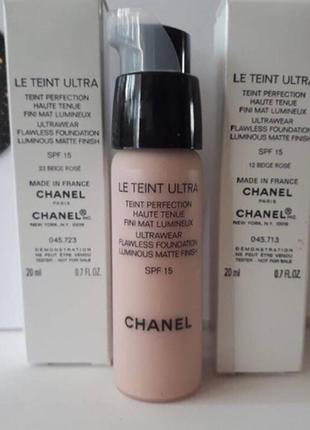 LE TEINT ULTRA
TEINT PERFECTION
HAUTE TENUE
FINI MAT LUMINEUX
ULTRAWEAR
FLAWLESS FOUNDATION
LUMINOUS MATTE FINISH
SPF 15
22 BEIGE ROSÉ
MADE IN FRANCE
CHANEL
PARIS
CHANEL INC.
NEW YORK, N.Y. 10019
045.723
DÉMONSTRATION
NE PEUT ÊTRE VENDU
TESTER - NOT FOR SALE
20 ml 0.7 FL.OZ.
LE TEINT ULTRA
TEINT PERFECTION
HAUTE TENUE
FINI MAT LUMINEUX
ULTRAWEAR
FLAWLESS FOUNDATION
LUMINOUS MATTE FINISH
SPF 15
CHANEL
LE TEINT ULTRA
TEINT PERFECTION
HAUTE TENUE
FINI MAT LUMINEUX
ULTRAWEAR
FLAWLESS FOUNDATION
LUMINOUS MATTE FINISH
SPF 15
12 BEIGE ROSÉ
MADE IN FRANCE
CHANEL
PARIS
CHANEL INC.
NEW YORK, N.Y. 10019
045.713
DÉMONSTRATION
NE PEUT ÊTRE VENDU
TESTER - NOT FOR SALE
20 ml 0.7 FL.OZ.